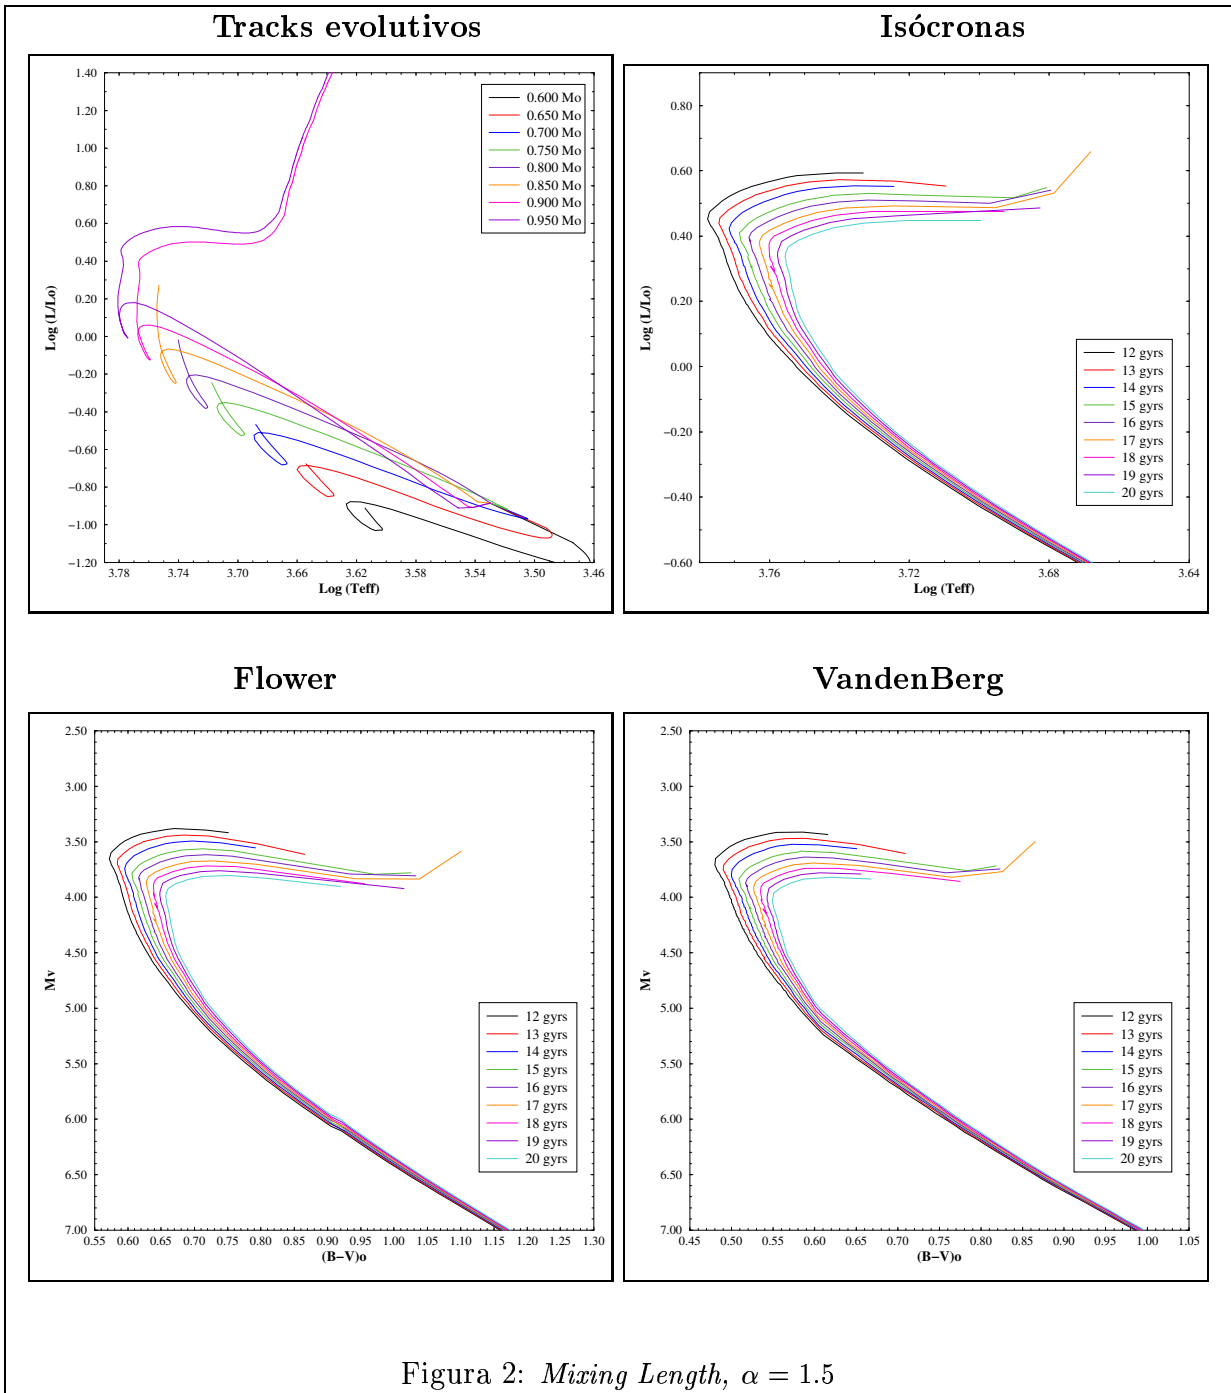 Tracks evolutivos
Isócronas
1.40
1.20
1.00
0.80
0.60
0.40
0.20
0.00
−0.20
−0.40
−0.60
−0.80
−1.00
−1.20
Log (L/Lo)
3.78 3.74 3.70 3.66 3.62 3.58 3.54 3.50 3.46
Log (Teff)
0.600 Mo
0.650 Mo
0.700 Mo
0.750 Mo
0.800 Mo
0.850 Mo
0.900 Mo
0.950 Mo
0.80
0.60
0.40
0.20
0.00
−0.20
−0.40
−0.60
Log (L/Lo)
3.76 3.72 3.68 3.64
Log (Teff)
12 gyrs
13 gyrs
14 gyrs
15 gyrs
16 gyrs
17 gyrs
18 gyrs
19 gyrs
20 gyrs
Flower
VandenBerg
2.50
3.00
3.50
4.00
4.50
5.00
5.50
6.00
6.50
7.00
Mv
0.55 0.60 0.65 0.70 0.75 0.80 0.85 0.90 0.95 1.00 1.05 1.10 1.15 1.20 1.25 1.30
(B−V)o
12 gyrs
13 gyrs
14 gyrs
15 gyrs
16 gyrs
17 gyrs
18 gyrs
19 gyrs
20 gyrs
2.50
3.00
3.50
4.00
4.50
5.00
5.50
6.00
6.50
7.00
Mv
0.45 0.50 0.55 0.60 0.65 0.70 0.75 0.80 0.85 0.90 0.95 1.00 1.05
(B−V)o
12 gyrs
13 gyrs
14 gyrs
15 gyrs
16 gyrs
17 gyrs
18 gyrs
19 gyrs
20 gyrs
Figura 2: Mixing Length, α = 1.5